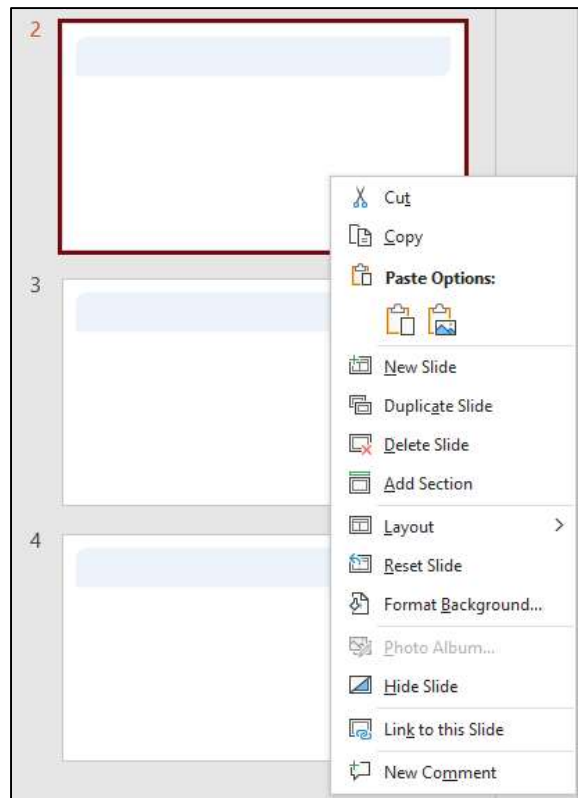 2
Cut
Copy
Paste Options:
New Slide
Duplicate Slide
Delete Slide
Add Section
3
Layout
Reset Slide
Format Background...
Photo Album...
Hide Slide
Link to this Slide
New Comment
4